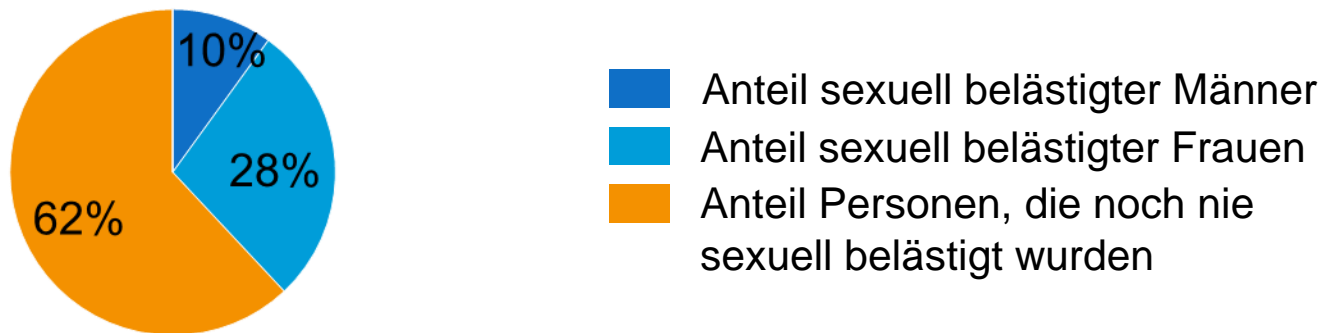 10%
28%
62%
Anteil sexuell belästigter Männer
Anteil sexuell belästigter Frauen
Anteil Personen, die noch nie
sexuell belästigt wurden